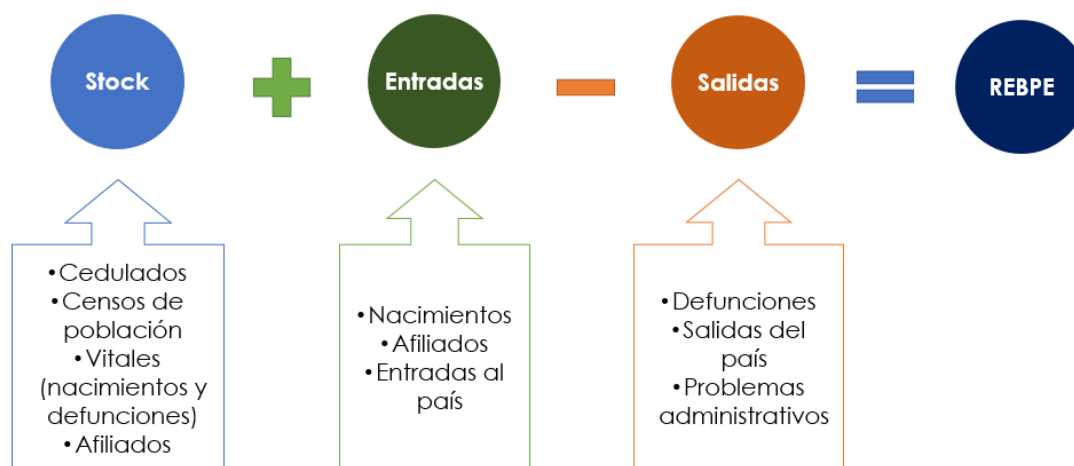 Stock
Entradas
Salidas
REBPE
•Cedulados
•Censos de
población
•Vitales
(nacimientos y
defunciones)
•Afiliados
•Nacimientos
•Afiliados
•Entradas al
país
•Defunciones
•Salidas del
país
•Problemas
administrativos